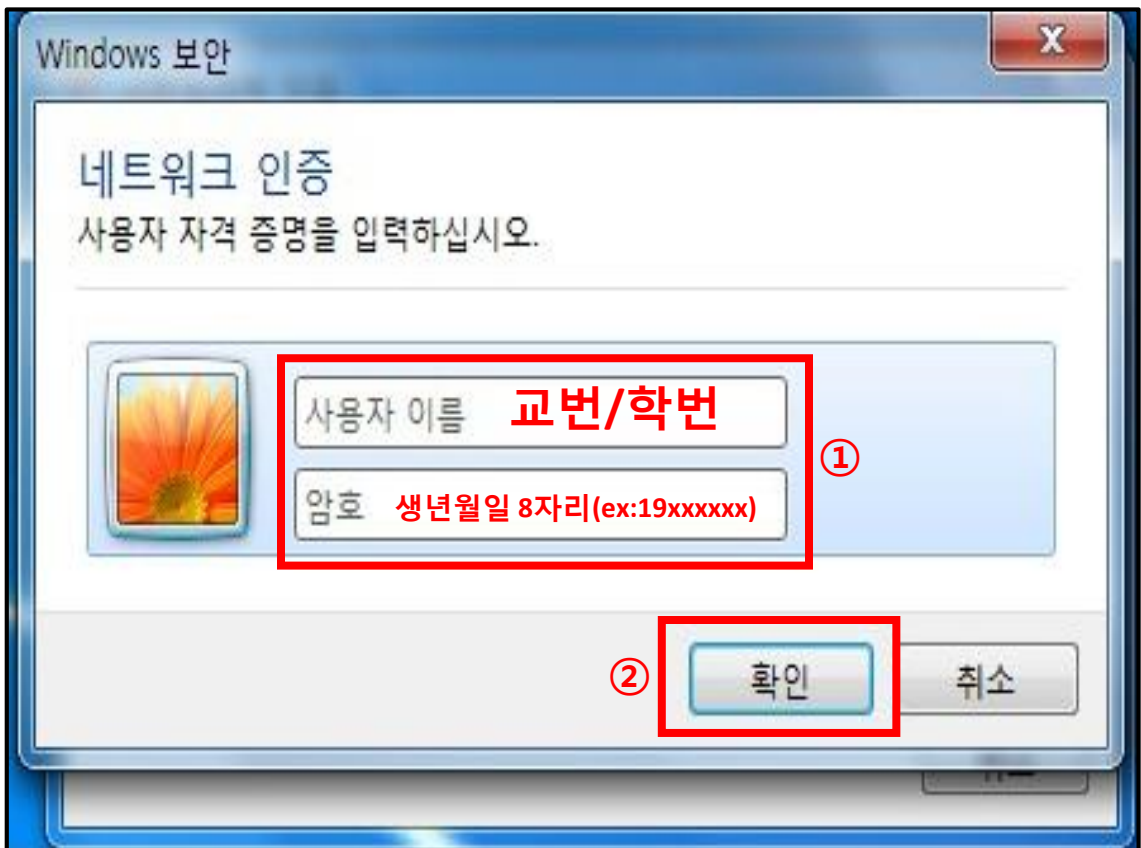 Windows 보안
X
네트워크 인증
사용자 자격 증명을 입력하십시오.
사용자 이름 교번/학번
①
암호 생년월일 8자리(ex:19xxxxxx)
② 확인 취소